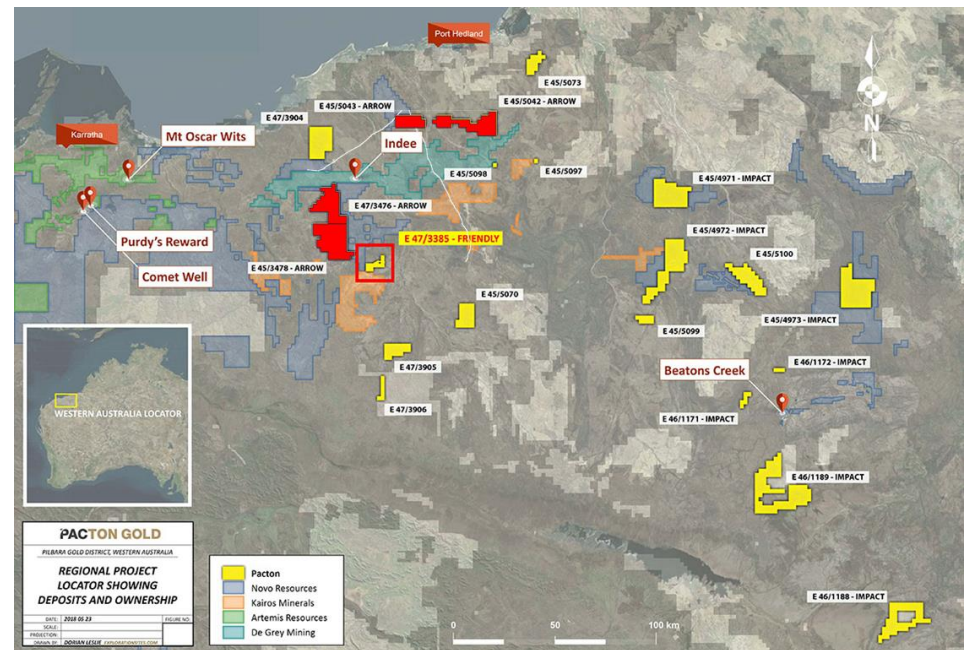 Port Hedland
E 45/5073
E 45/5043 - ARROW
E 45/5042 - ARROW
E 47/3904
Karratha
Mt Oscar Wits
Indee
N
E 45/5098
E 45/5097
E 45/4971 - IMPACT
E 47/3476 - ARROW
Purdy's Reward
E 47/3385 - FRIENDLY
E 45/4972 - IMPACT
E 45/5100
Comet Well
E 45/3478 - ARROW
E 45/5070
E 45/4973 - IMPACT
E 45/5099
E 47/3905
Beatons Creek
E 46/1172 - IMPACT
E 47/3906
E 46/1171 - IMPACT
WESTERN AUSTRALIA LOCATOR
E 46/1189 - IMPACT
E 46/1188 - IMPACT
PACTON GOLD
PILBARA GOLD DISTRICT, WESTERN AUSTRALIA
REGIONAL PROJECT
LOCATOR SHOWING
DEPOSITS AND OWNERSHIP
DATE: 2018 05 23 FIGURE NO:
SCALE:
PROJECTION:
DRAWN BY: DORIAN LESLIE EXPLORATIONSITES.COM
Pacton
Novo Resources
Kairos Minerals
Artemis Resources
De Grey Mining
0 50 100 km